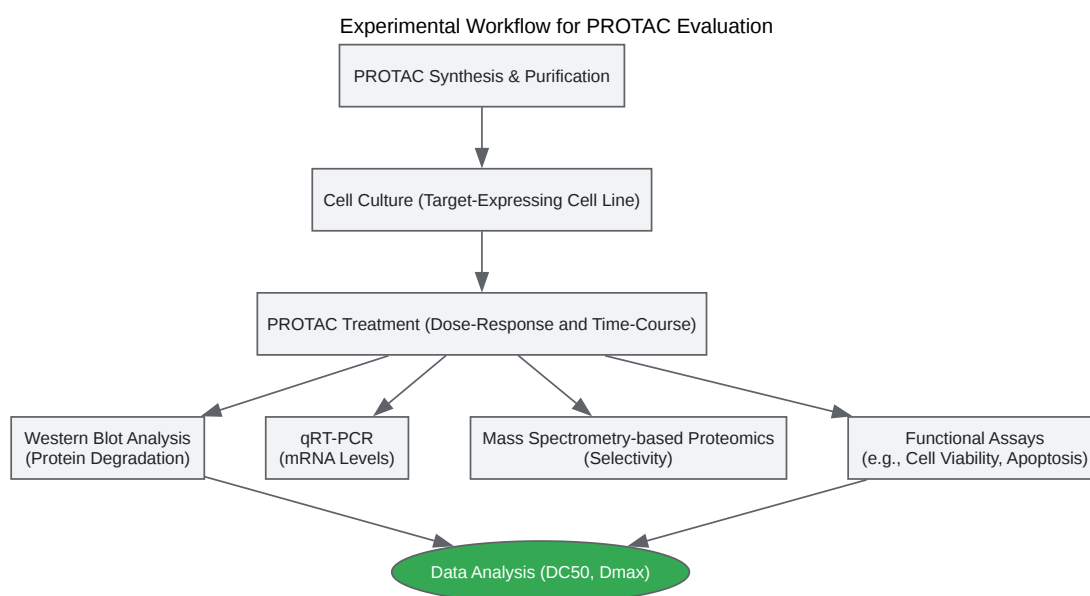 Experimental Workflow for PROTAC Evaluation
PROTAC Synthesis & Purification
Cell Culture (Target-Expressing Cell Line)
PROTAC Treatment (Dose-Response and Time-Course)
Western Blot Analysis
(Protein Degradation)
qRT-PCR
(mRNA Levels)
Mass Spectrometry-based Proteomics
(Selectivity)
Functional Assays
(e.g., Cell Viability, Apoptosis)
Data Analysis (DC50, Dmax)